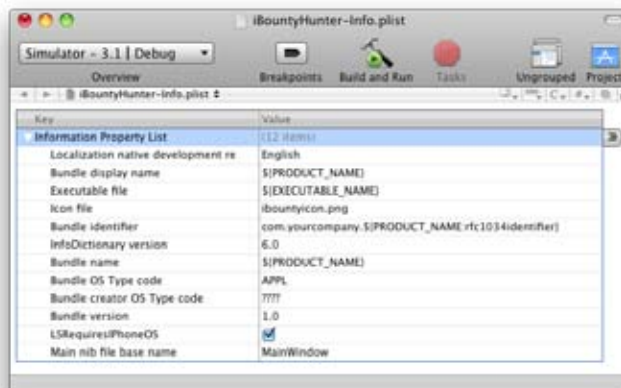 iBountyHunter-Info.plist
Simulator - 3.1 | Debug
Overview Breakpoints Build and Run Tasks Ungrouped Project
iBountyHunter-Info.plist
Key Value
Information Property List (12 items)
Localization native development re English
Bundle display name ${PRODUCT_NAME}
Executable file ${EXECUTABLE_NAME}
Icon file ibountyicon.png
Bundle identifier com.yourcompany.${PRODUCT_NAME:rfc1034identifier}
InfoDictionary version 6.0
Bundle name ${PRODUCT_NAME}
Bundle OS Type code APPL
Bundle creator OS Type code ????
Bundle version 1.0
LSRequiresIPhoneOS
Main nib file base name MainWindow